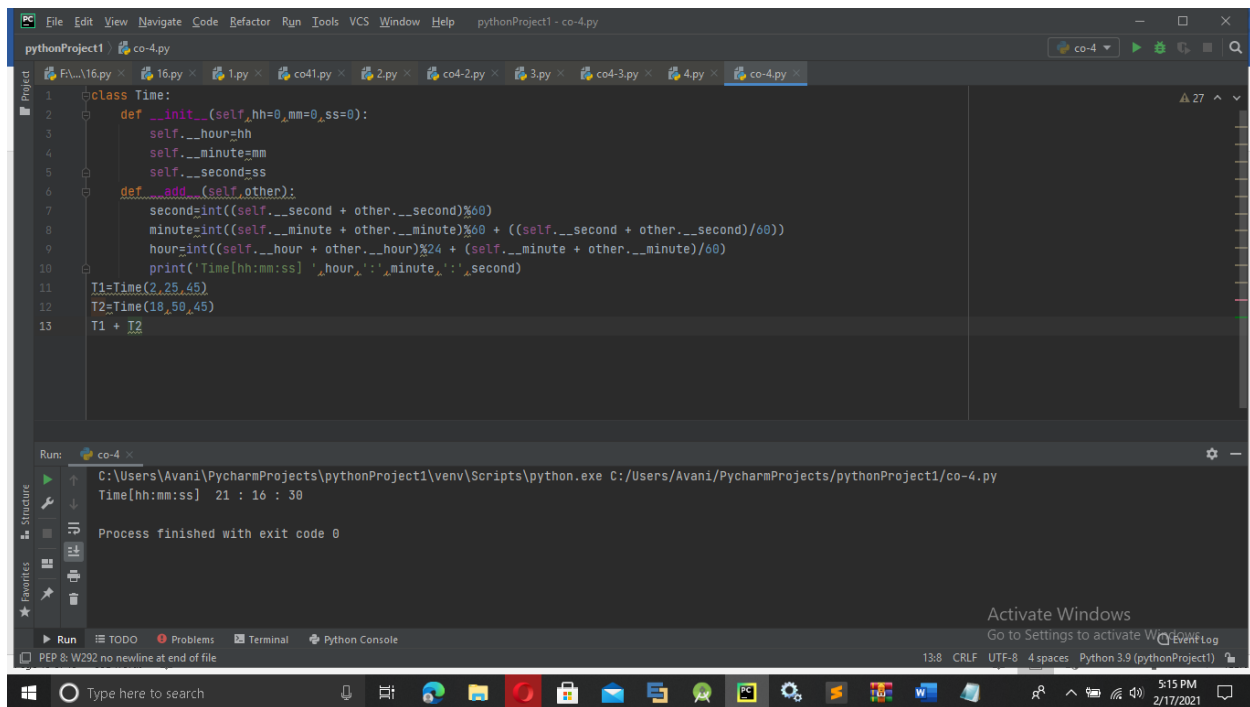 File Edit View Navigate Code Refactor Run Tools VCS Window Help pythonProject1 - co-4.py
pythonProject1 co-4.py co-4
F:\...\16.py 16.py 1.py co41.py 2.py co4-2.py 3.py co4-3.py 4.py co-4.py
Project
27
1 class Time:
2 def __init__(self,hh=0,mm=0,ss=0):
3 self.__hour=hh
4 self.__minute=mm
5 self.__second=ss
6 def __add__(self,other):
7 second=int((self.__second + other.__second)%60)
8 minute=int((self.__minute + other.__minute)%60 + ((self.__second + other.__second)/60))
9 hour=int((self.__hour + other.__hour)%24 + (self.__minute + other.__minute)/60)
10 print('Time[hh:mm:ss] ',hour,':',minute,':',second)
11 T1=Time(2,25,45)
12 T2=Time(18,50,45)
13 T1 + T2
Run: co-4
C:\Users\Avani\PycharmProjects\pythonProject1\venv\Scripts\python.exe C:/Users/Avani/PycharmProjects/pythonProject1/co-4.py
Time[hh:mm:ss]  21 : 16 : 30
Process finished with exit code 0
Structure
Favorites
Activate Windows
Go to Settings to activate Windows.
Run TODO Problems Terminal Python Console Event Log
PEP 8: W292 no newline at end of file 13:8 CRLF UTF-8 4 spaces Python 3.9 (pythonProject1)
Type here to search
5:15 PM
2/17/2021